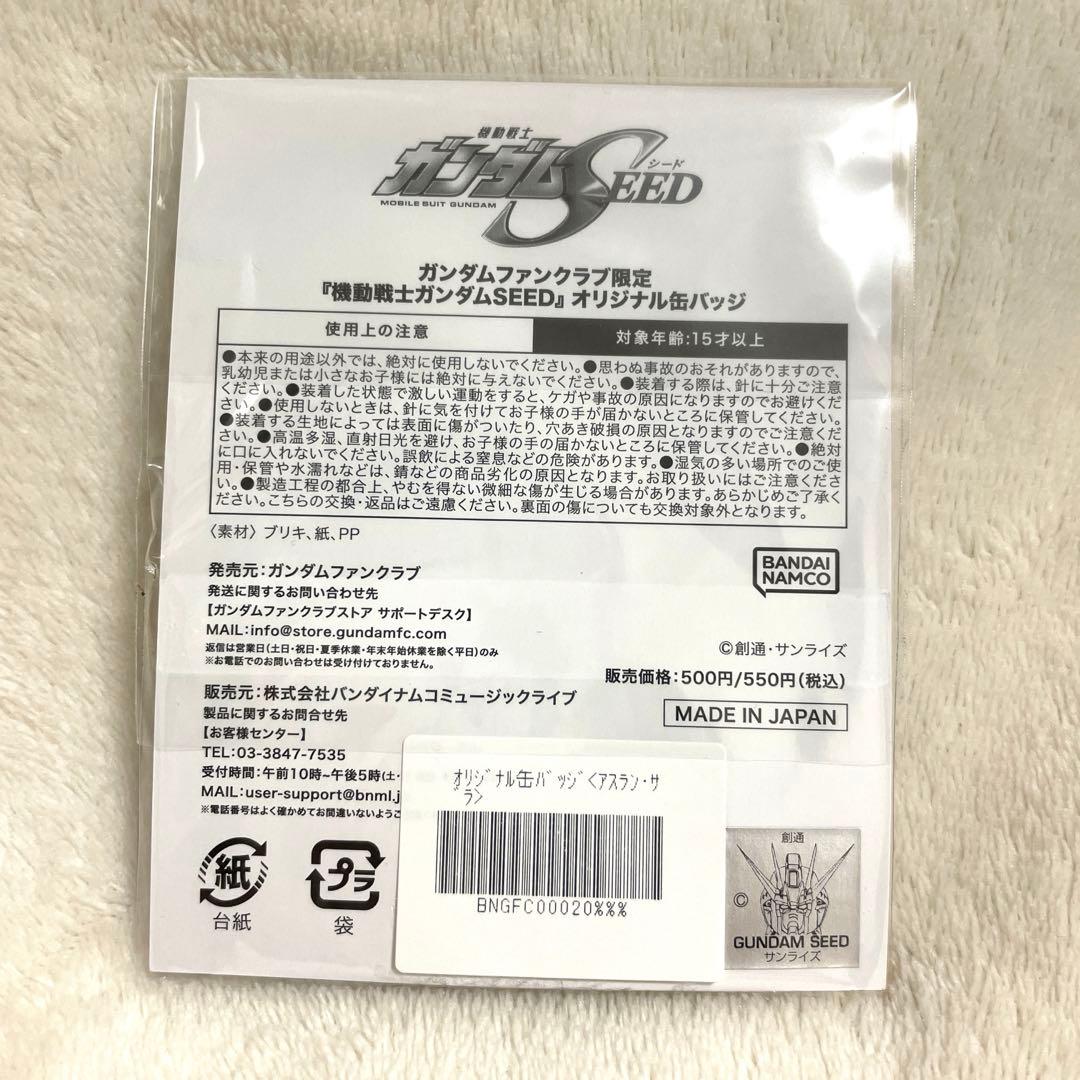 機動戦士
ガンダムSEED
シード
MOBILE SUIT GUNDAM
ガンダムファンクラブ限定
『機動戦士ガンダムSEED』オリジナル缶バッジ
使用上の注意
対象年齢:15才以上
●本来の用途以外では、絶対に使用しないでください。●思わぬ事故のおそれがありますので、
乳幼児または小さなお子様には絶対に与えないでください。●装着する際は、針に十分ご注意
ください。●装着した状態で激しい運動をすると、ケガや事故の原因になりますのでお避けくだ
さい。●使用しないときは、針に気を付けてお子様の手が届かないところに保管してください。
●装着する生地によっては表面に傷がついたり、穴あき破損の原因となりますのでご注意くださ
い。●高温多湿、直射日光を避け、お子様の手の届かないところに保管してください。●絶対
に口に入れないでください。誤飲による窒息などの危険があります。●湿気の多い場所でのご使
用・保管や水濡れなどは、錆などの商品劣化の原因となります。お取り扱いにはご注意くださ
い。●製造工程の都合上、やむを得ない微細な傷が生じる場合があります。あらかじめご了承く
ださい。こちらの交換・返品はご遠慮ください。裏面の傷についても交換対象外となります。
〈素材〉ブリキ、紙、PP
発売元:ガンダムファンクラブ
発送に関するお問い合わせ先
【ガンダムファンクラブストア サポートデスク】
MAIL:info@store.gundamfc.com
返信は営業日(土日・祝日・夏季休業・年末年始休業を除く平日)のみ
※お電話でのお問い合わせは受け付けておりません。
BANDAI
NAMCO
©創通・サンライズ
販売価格:500円/550円(税込)
MADE IN JAPAN
販売元:株式会社バンダイナムコミュージックライブ
製品に関するお問合せ先
【お客様センター】
TEL:03-3847-7535
受付時間:午前10時~午後5時(土・
MAIL:user-support@bnml.j
※電話番号はよく確かめてお間違いないようご
オリジナル缶バッジ<アスラン・ザ
ラ>
BNGFC00020%%%
紙
台紙
プラ
袋
創通
©
GUNDAM SEED
サンライズ